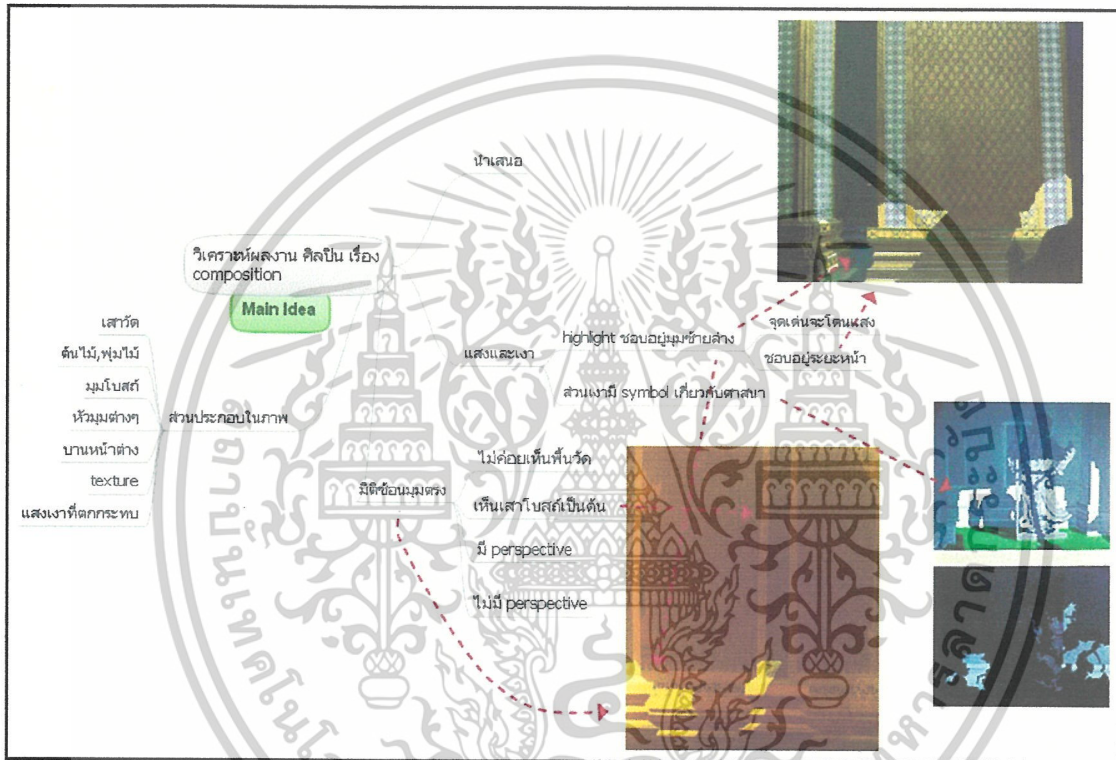 นำเสนอ
วิเคราะห์ผลงาน ศิลปิน เรื่อง
composition
Main Idea
เสาวัด
ต้นไม้,พุ่มไม้
มุมโบสถ์
หัวมุมต่างๆ
บานหน้าต่าง
texture
แสงเงาที่ตกกระทบ
ส่วนประกอบในภาพ
แสงและเงา
highlight ชอบอยู่มุมซ้ายล่าง
จุดเด่นจะโดนแสง
ชอบอยู่ระยะหน้า
ส่วนเงามี symbol เกี่ยวกับศาสนา
มิติซ้อนมุมตรง
ไม่ค่อยเห็นพื้นวัด
เห็นเสาโบสถ์เป็นต้น
มี perspective
ไม่มี perspective